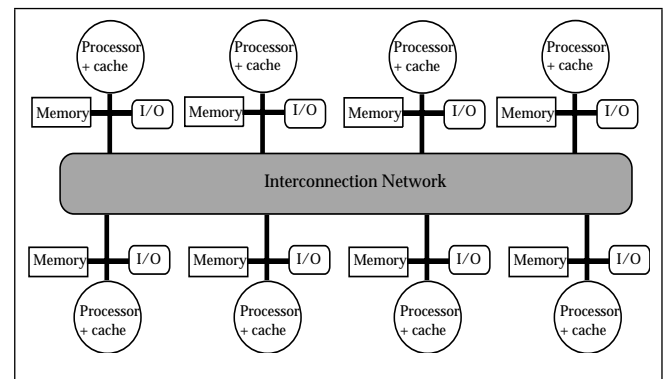 Processor Processor Processor Processor
+ cache + cache + cache + cache
Memory I/O Memory I/O Memory I/O Memory I/O
Interconnection Network
Memory I/O Memory I/O Memory I/O Memory I/O
Processor Processor Processor Processor
+ cache + cache + cache + cache